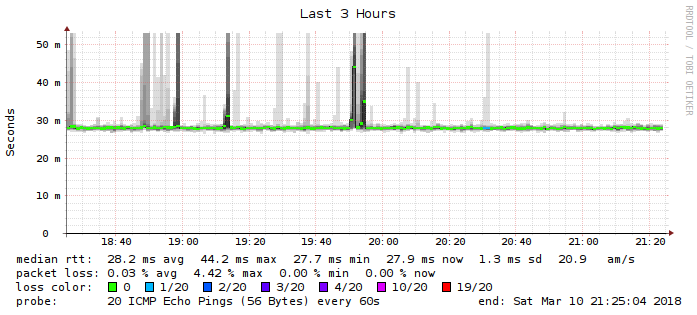 Last 3 Hours
RRDTOOL / TOBI OETIKER
Seconds
50 m
40 m
30 m
20 m
10 m
0
18:40 19:00 19:20 19:40 20:00 20:20 20:40 21:00 21:20
median rtt: 28.2 ms avg 44.2 ms max 27.7 ms min 27.9 ms now 1.3 ms sd 20.9 am/s
packet loss: 0.03 % avg 4.42 % max 0.00 % min 0.00 % now
loss color: 0 1/20 2/20 3/20 4/20 10/20 19/20
probe: 20 ICMP Echo Pings (56 Bytes) every 60s end: Sat Mar 10 21:25:04 2018